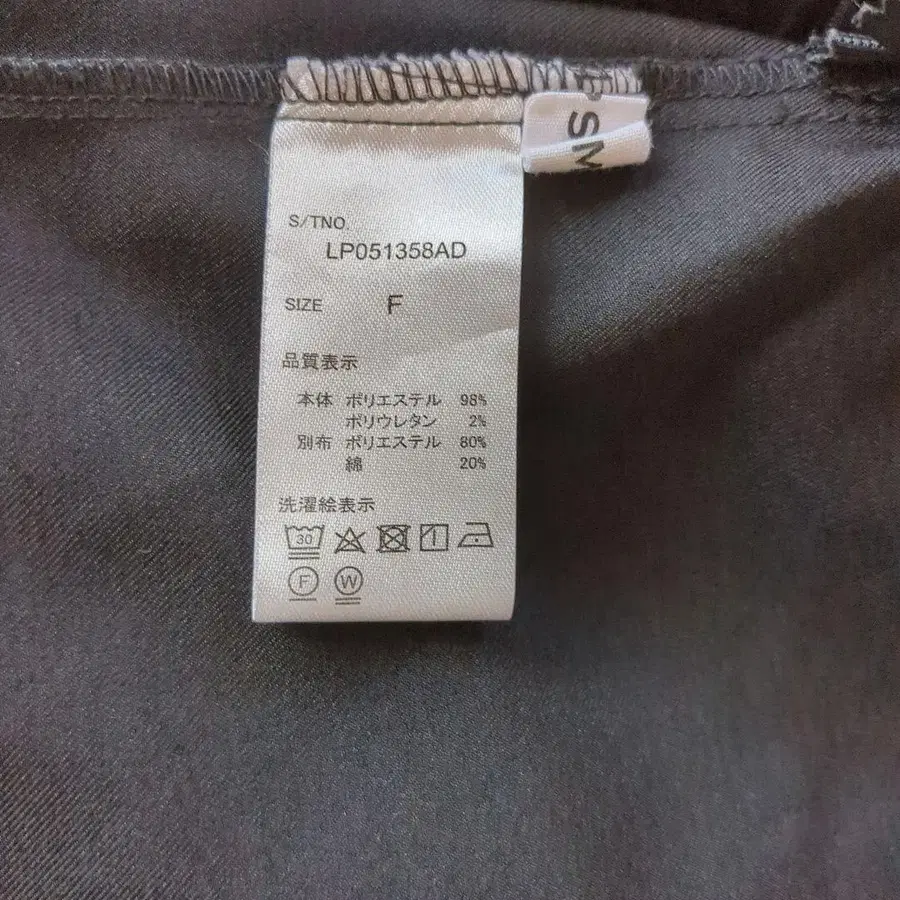 SM
S/TNO.
LP051358AD
SIZE F
品質表示
本体 ポリエステル 98%
ポリウレタン 2%
別布 ポリエステル 80%
綿 20%
洗濯絵表示
30
F W